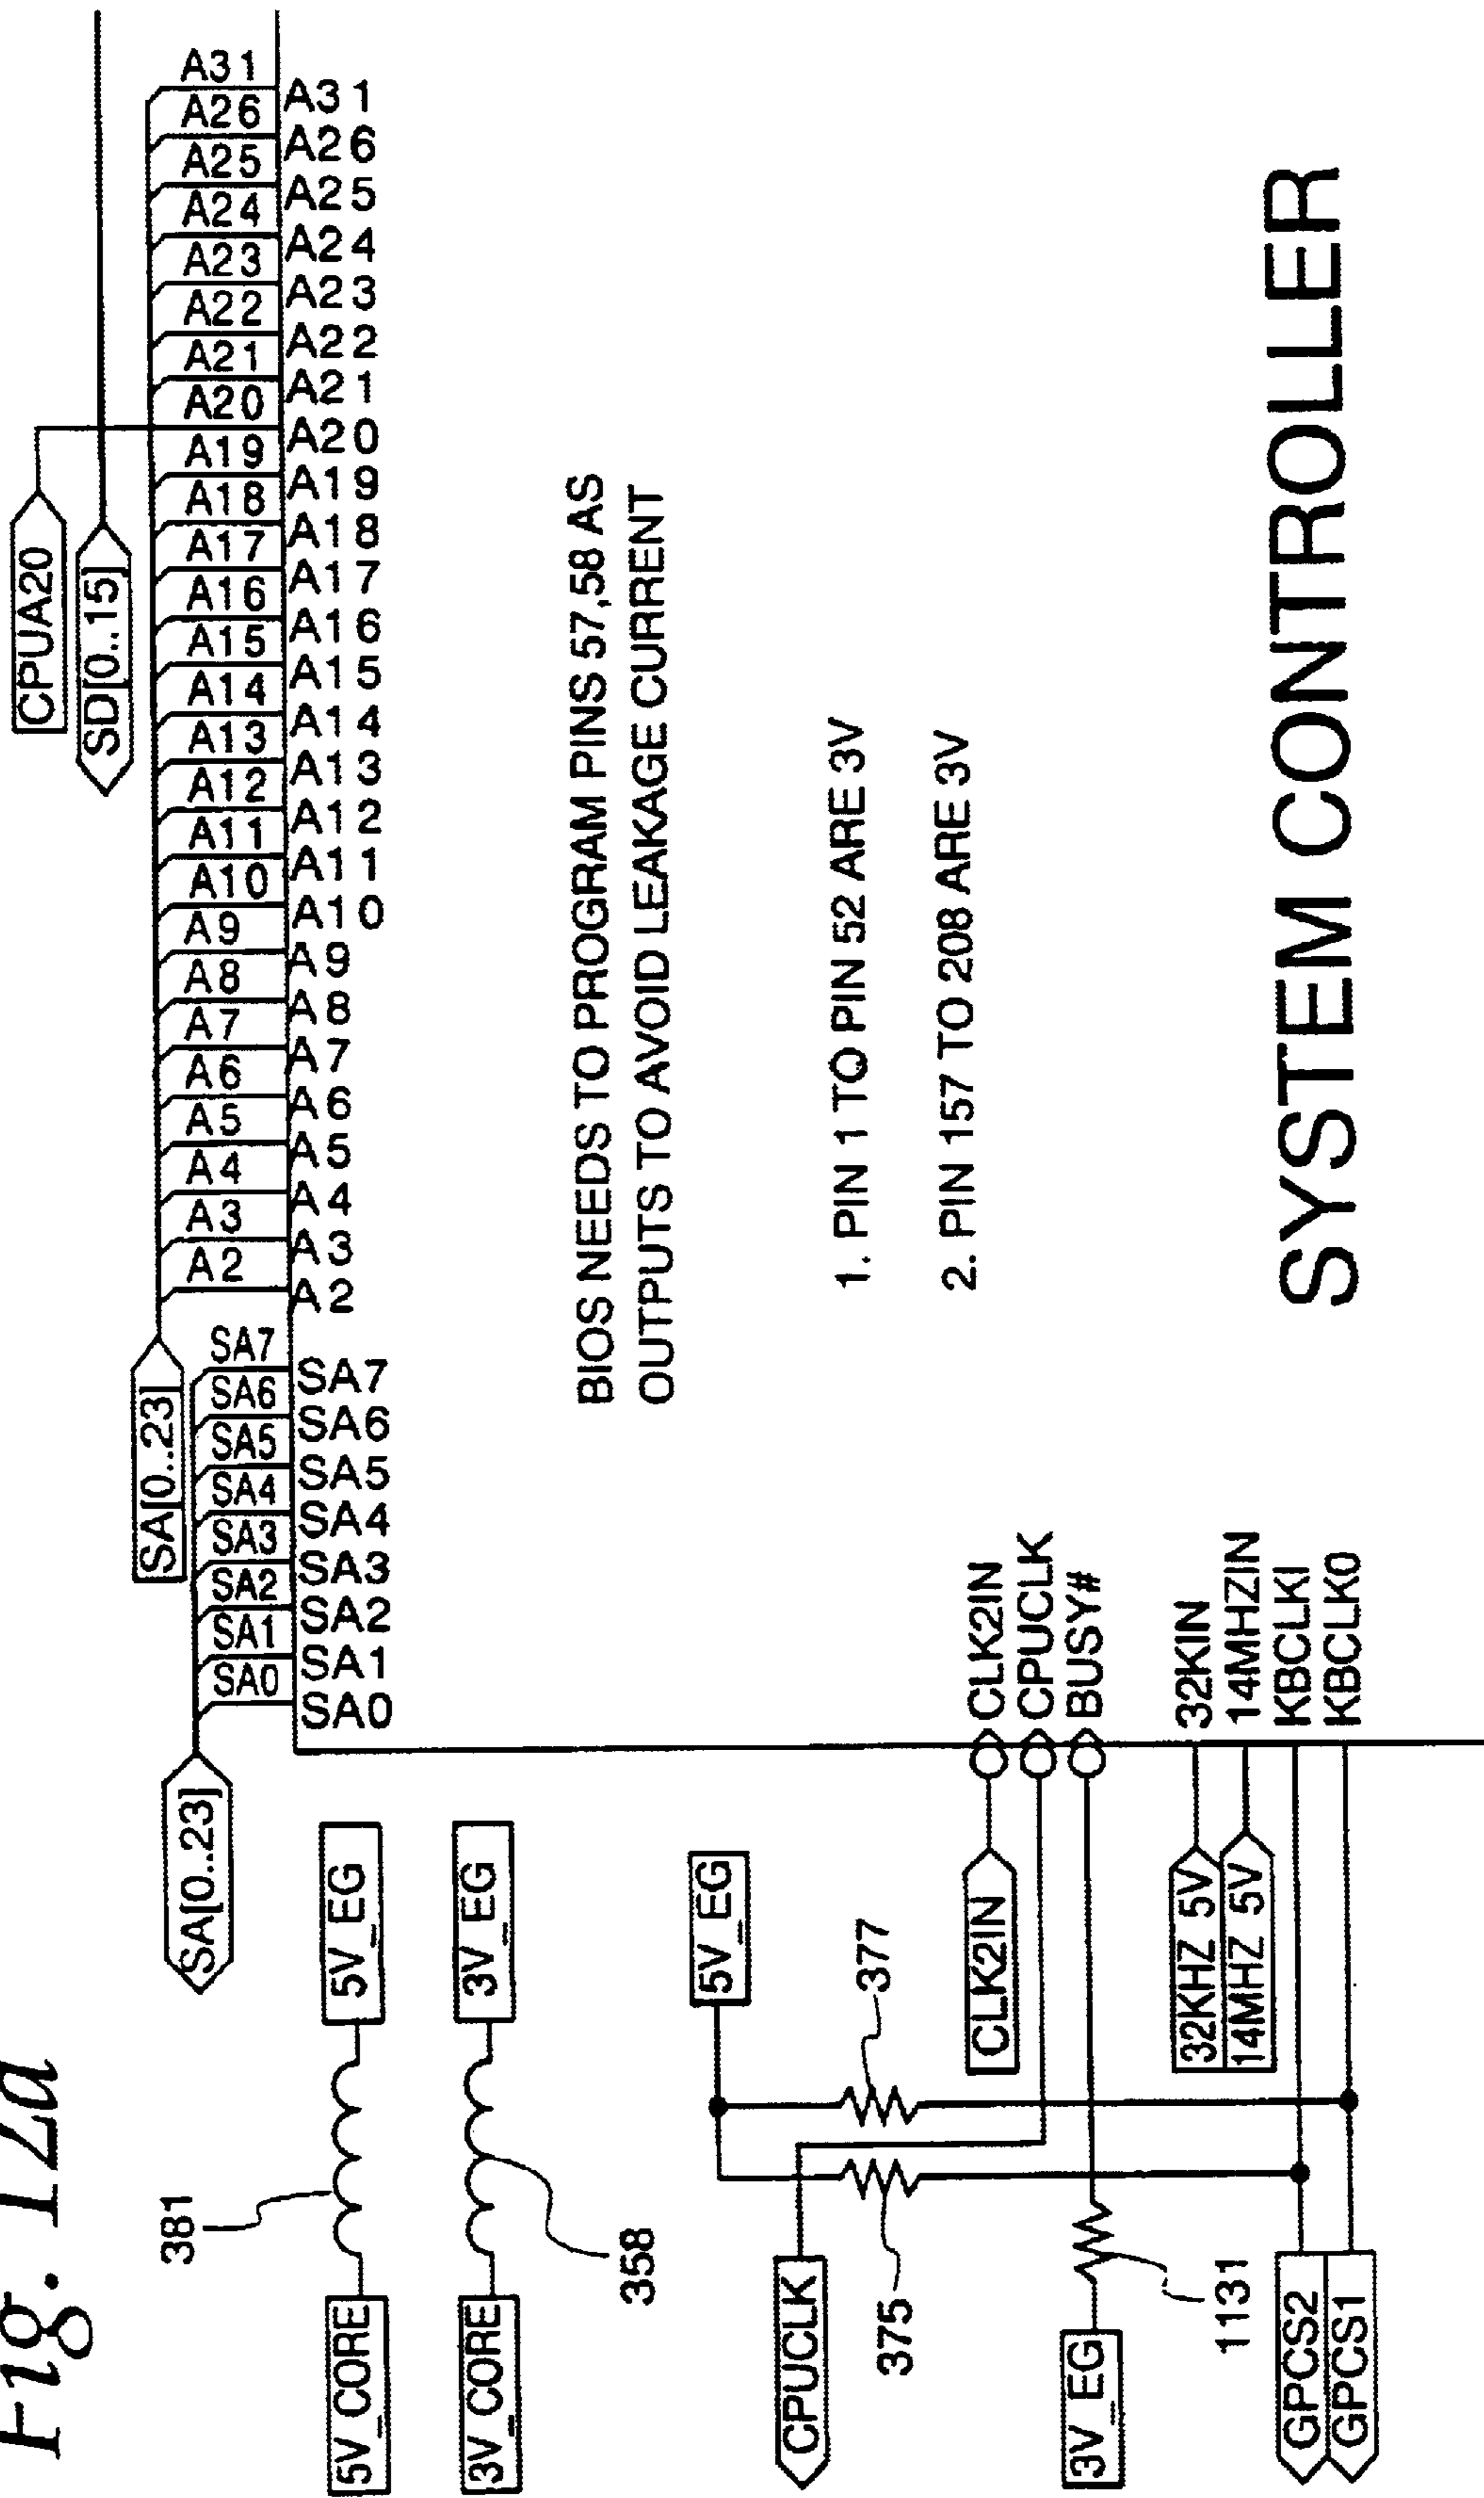 Fig. 12a
CPUA20
SD[0..15]
SA[0..23]
A2 A3 A4 A5 A6 A7 A8 A9 A10 A11 A12 A13 A14 A15 A16 A17 A18 A19 A20 A21 A22 A23 A24 A25 A26 A31
SA[0..23]
SA0 SA1 SA2 SA3 SA4 SA5 SA6 SA7
SA0 SA1 SA2 SA3 SA4 SA5 SA6 SA7 A2 A3 A4 A5 A6 A7 A8 A9 A10 A11 A12 A13 A14 A15 A16 A17 A18 A19 A20 A21 A22 A23 A24 A25 A26 A31
381
5V_CORE
5V_EG
3V_CORE
3V_EG
358
BIOS NEEDS TO PROGRAM PINS 57,58 AS
OUTPUTS TO AVOID LEAKAGE CURRENT
5V_EG
CPUCLK
375
377
1. PIN 1 TO PIN 52 ARE 3V
2. PIN 157 TO 208 ARE 3V
CLK2IN
CLK2IN
CPUCLK
3V_EG
BUSY#
1131
32KHZ 5V
32KIN
14MHZ 5V
14MHZIN
GPCS2
KBCLKI
GPCS1
KBCLK0
SYSTEM CONTROLLER